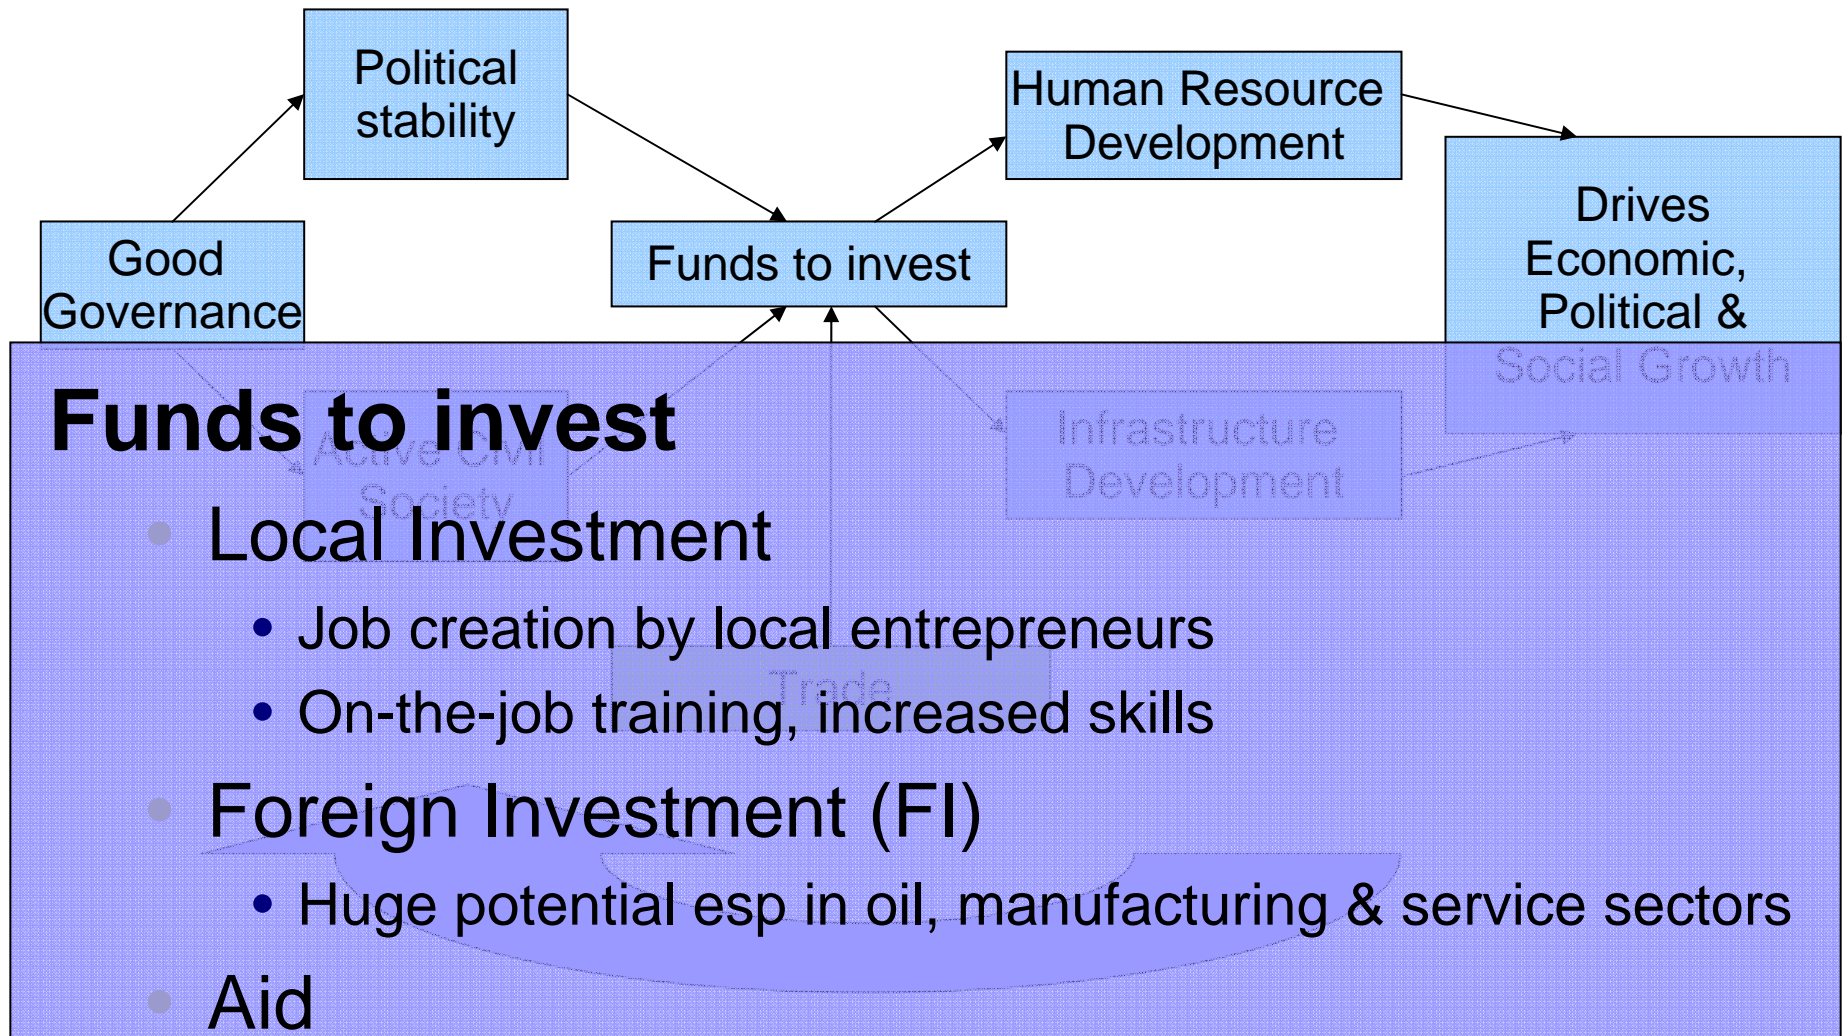 Political
stability
Human Resource
Development
Good
Governance
Funds to invest
Drives
Economic,
Political &
Social Growth
Funds to invest
Active Civil
Society
Infrastructure
Development
Local Investment
Job creation by local entrepreneurs
Trade
On-the-job training, increased skills
Foreign Investment (FI)
Huge potential esp in oil, manufacturing & service sectors
Aid